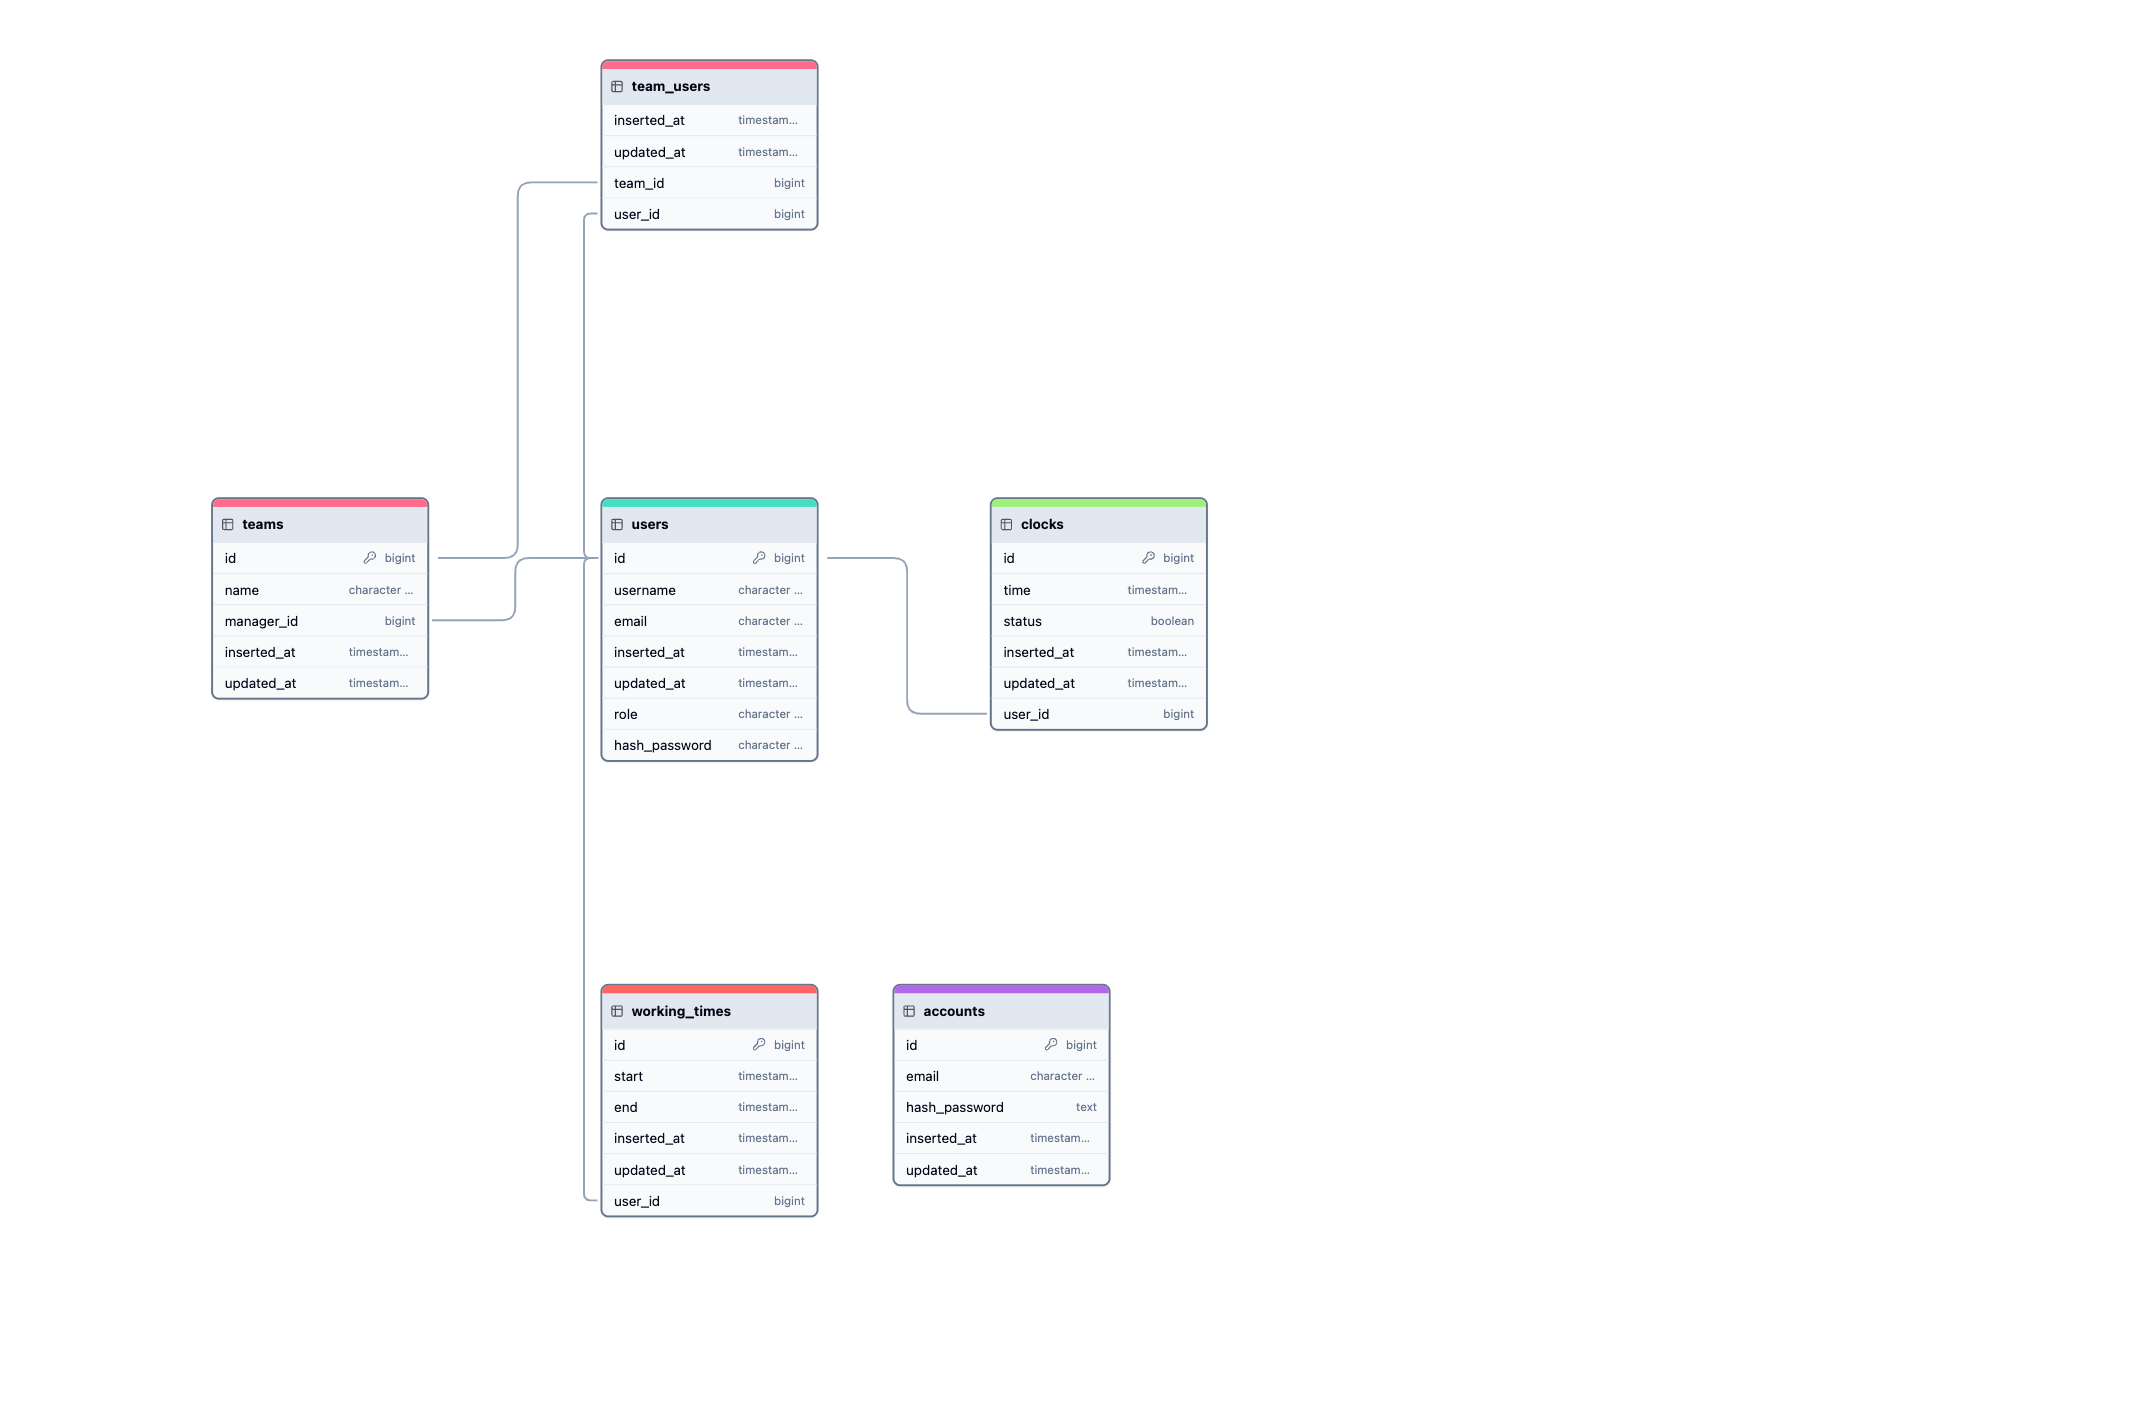 team_users
inserted_at timestam...
updated_at timestam...
team_id bigint
user_id bigint
teams
id bigint
name character ...
manager_id bigint
inserted_at timestam...
updated_at timestam...
users
id bigint
username character ...
email character ...
inserted_at timestam...
updated_at timestam...
role character ...
hash_password character ...
clocks
id bigint
time timestam...
status boolean
inserted_at timestam...
updated_at timestam...
user_id bigint
working_times
id bigint
start timestam...
end timestam...
inserted_at timestam...
updated_at timestam...
user_id bigint
accounts
id bigint
email character ...
hash_password text
inserted_at timestam...
updated_at timestam...